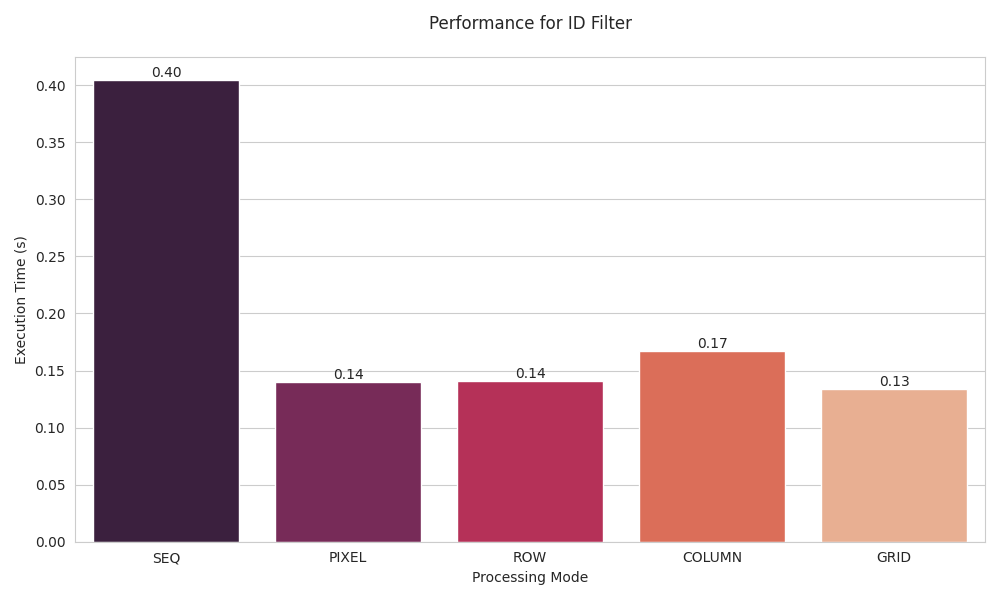 Performance for ID Filter
Execution Time (s)
0.40
0.35
0.30
0.25
0.20
0.15
0.10
0.05
0.00
0.40
0.14
0.14
0.17
0.13
SEQ
PIXEL
ROW
COLUMN
GRID
Processing Mode